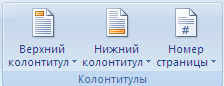 Верхний Нижний Номер
колонтитул колонтитул страницы
Колонтитулы